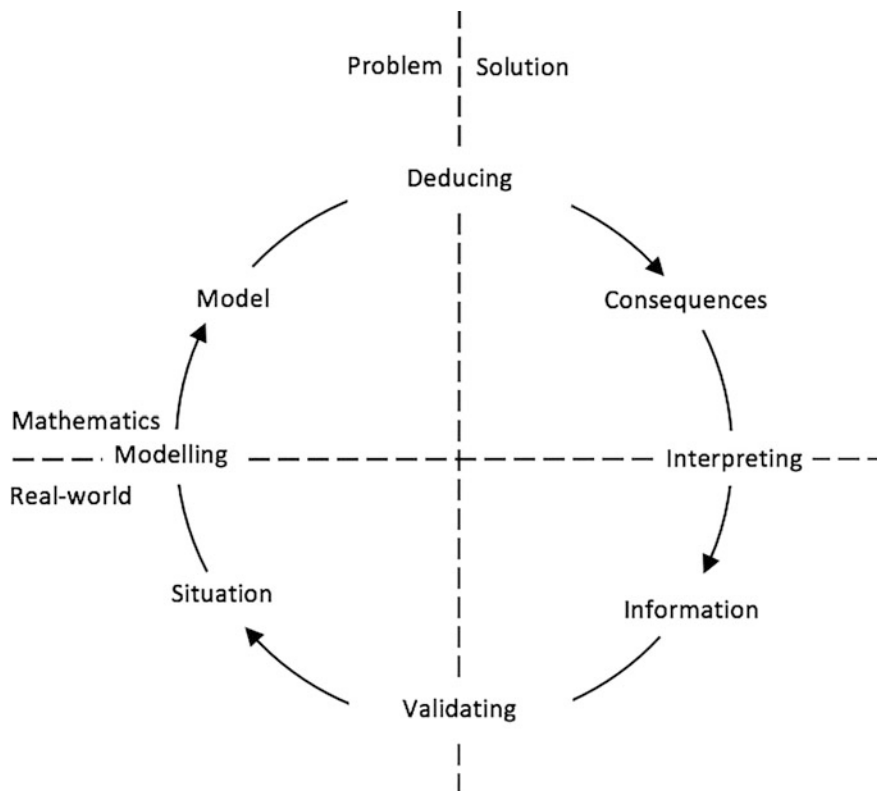 Problem Solution
Deducing
Model
Consequences
Mathematics
Modelling
Interpreting
Real-world
Situation
Information
Validating